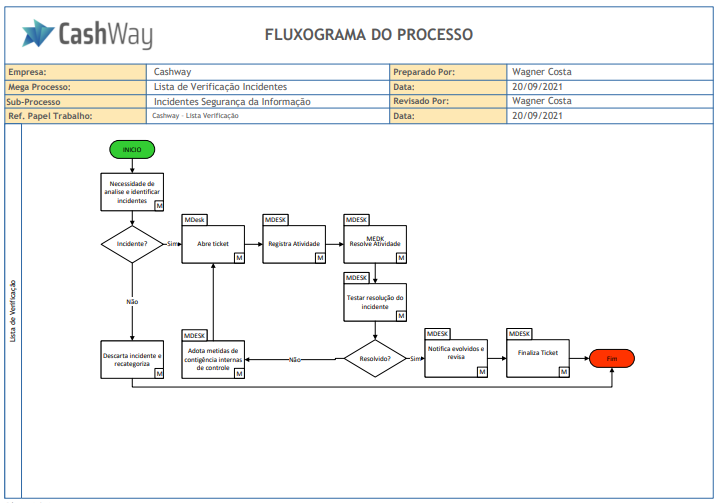 CashWay
FLUXOGRAMA DO PROCESSO
Empresa: Cashway Preparado Por: Wagner Costa
Mega Processo: Lista de Verificação Incidentes Data: 20/09/2021
Sub-Processo Incidentes Segurança da Informação Revisado Por: Wagner Costa
Ref. Papel Trabalho: Cashway - Lista Verificação Data: 20/09/2021
Lista de Verificação
INICIO
Necessidade de
analise e identificar
incidentes
M
Incidente?
Sim
MDesk
Abre ticket
M
MDESK
Registra Atividade
M
MDESK
MEDK
Resolve Atividade
M
MDESK
Testar resolução do
incidente
M
Não
Descarta incidente e
recategoriza
M
MDESK
Adota metidas de
contigência internas
de controle
M
Não
Resolvido?
Sim
MDESK
Notifica evolvidos e
revisa
M
MDESK
Finaliza Ticket
M
Fim